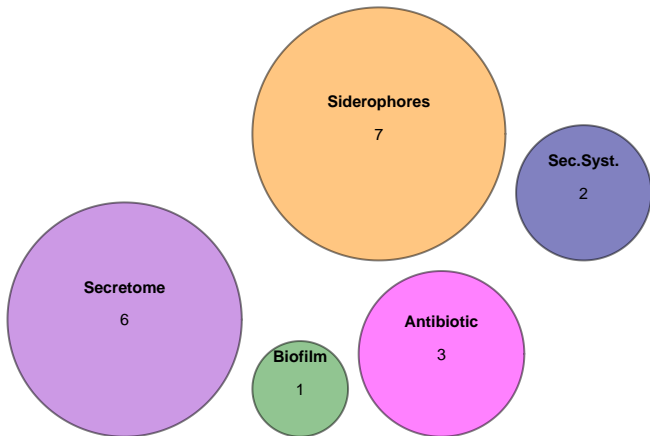 Siderophores
7
Sec.Syst.
2
Secretome
6
Antibiotic
3
Biofilm
1